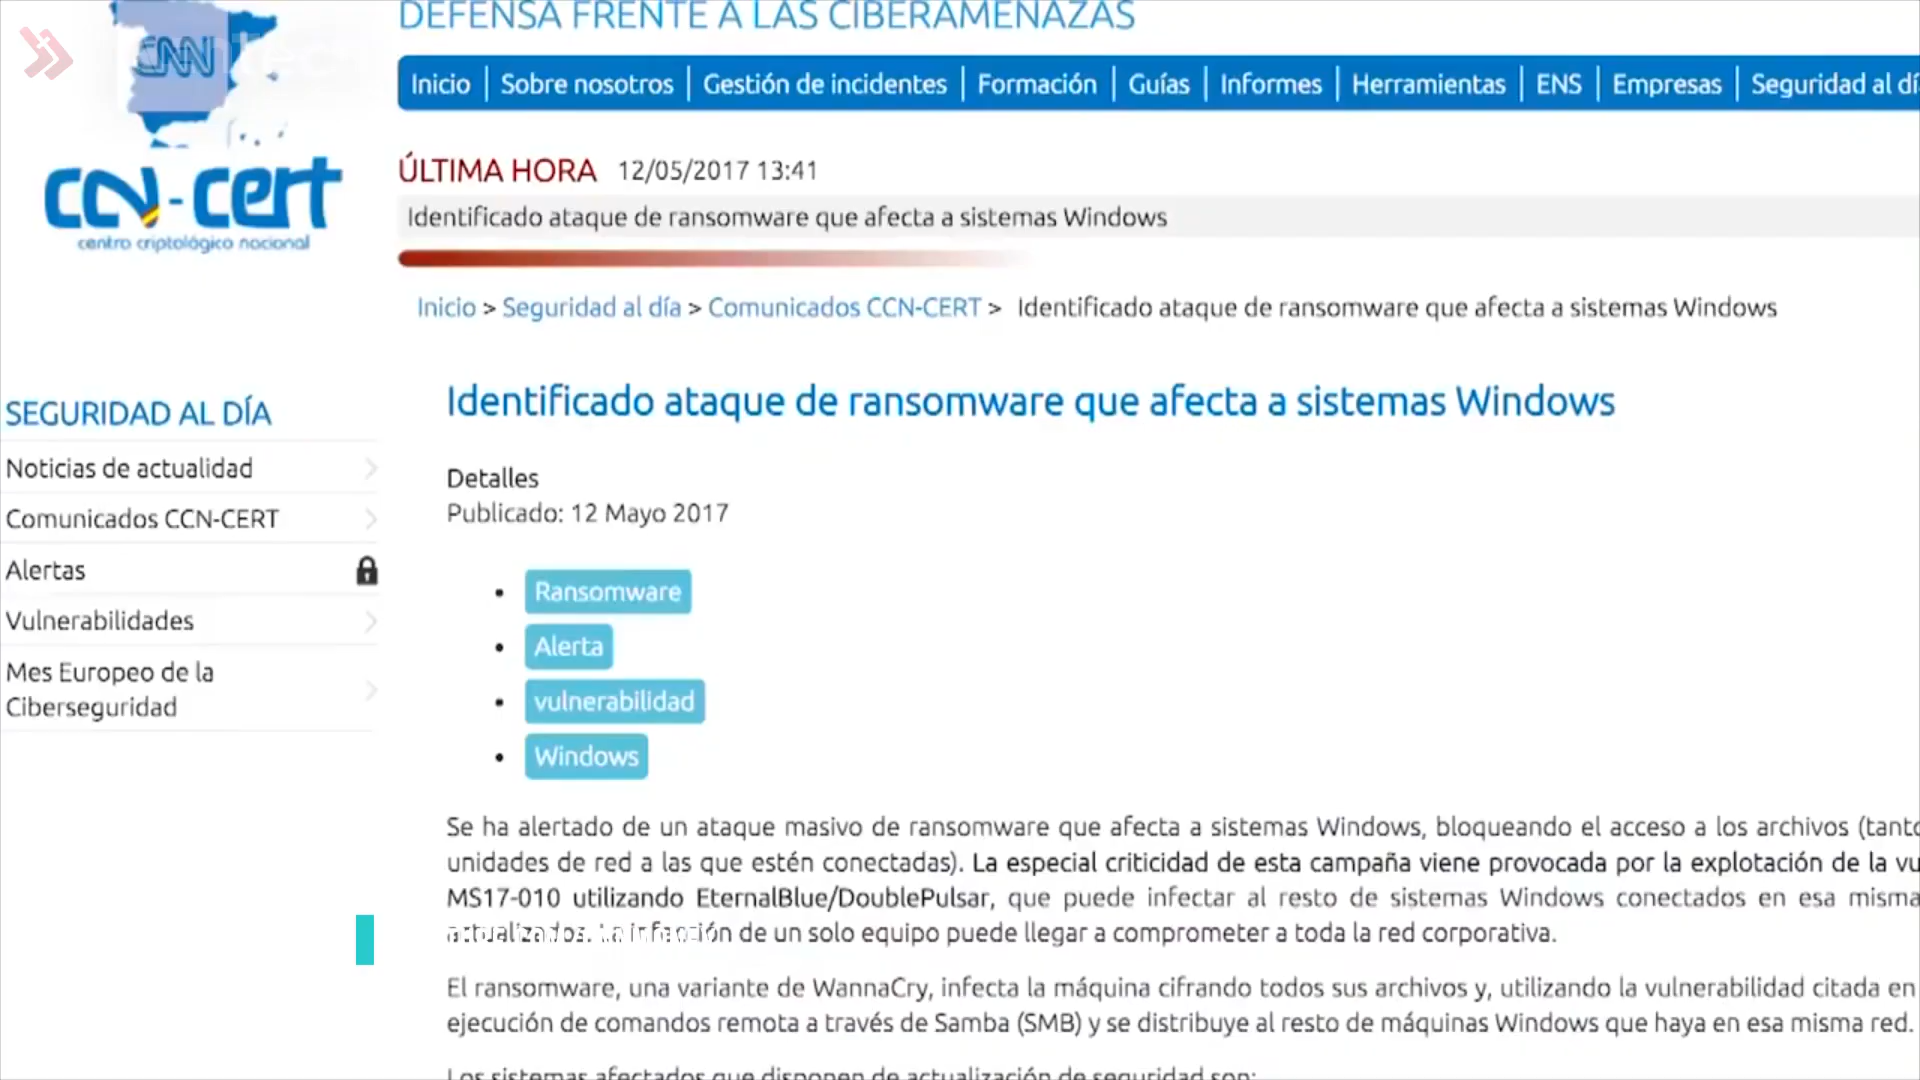 DEFENSA FRENTE A LAS CIBERAMENAZAS
CNN
Inicio Sobre nosotros Gestión de incidentes Formación Guías Informes Herramientas ENS Empresas Seguridad al dí
ccn-cert
centro criptológico nacional
ÚLTIMA HORA 12/05/2017 13:41
Identificado ataque de ransomware que afecta a sistemas Windows
Inicio > Seguridad al día > Comunicados CCN-CERT > Identificado ataque de ransomware que afecta a sistemas Windows
SEGURIDAD AL DÍA
Noticias de actualidad
Comunicados CCN-CERT
Alertas
Vulnerabilidades
Mes Europeo de la
Ciberseguridad
Identificado ataque de ransomware que afecta a sistemas Windows
Detalles
Publicado: 12 Mayo 2017
• Ransomware
• Alerta
• vulnerabilidad
• Windows
Se ha alertado de un ataque masivo de ransomware que afecta a sistemas Windows, bloqueando el acceso a los archivos (tanto
unidades de red a las que estén conectadas). La especial criticidad de esta campaña viene provocada por la explotación de la vu
MS17-010 utilizando EternalBlue/DoublePulsar, que puede infectar al resto de sistemas Windows conectados en esa misma
de un solo equipo puede llegar a comprometer a toda la red corporativa.
El ransomware, una variante de WannaCry, infecta la máquina cifrando todos sus archivos y, utilizando la vulnerabilidad citada en
ejecución de comandos remota a través de Samba (SMB) y se distribuye al resto de máquinas Windows que haya en esa misma red.
Los sistemas afectados que disponen de actualización de seguridad son: